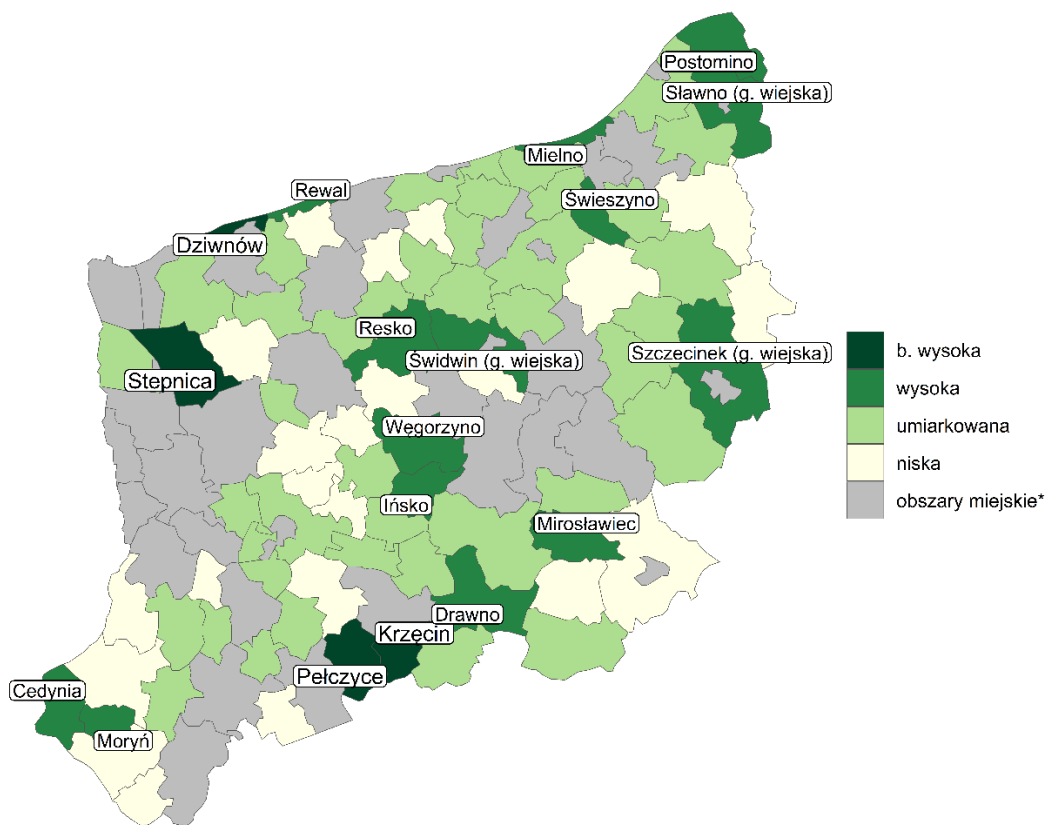 Postomino
Sławno (g. wiejska)
Mielno
Rewal
Świeszyno
Dziwnów
Resko
Świdwin (g. wiejska)
Szczecinek (g. wiejska)
Stepnica
Węgorzyno
Ińsko
Mirosławiec
Drawno
Krzęcin
Pełczyce
Cedynia
Moryń
b. wysoka
wysoka
umiarkowana
niska
obszary miejskie*